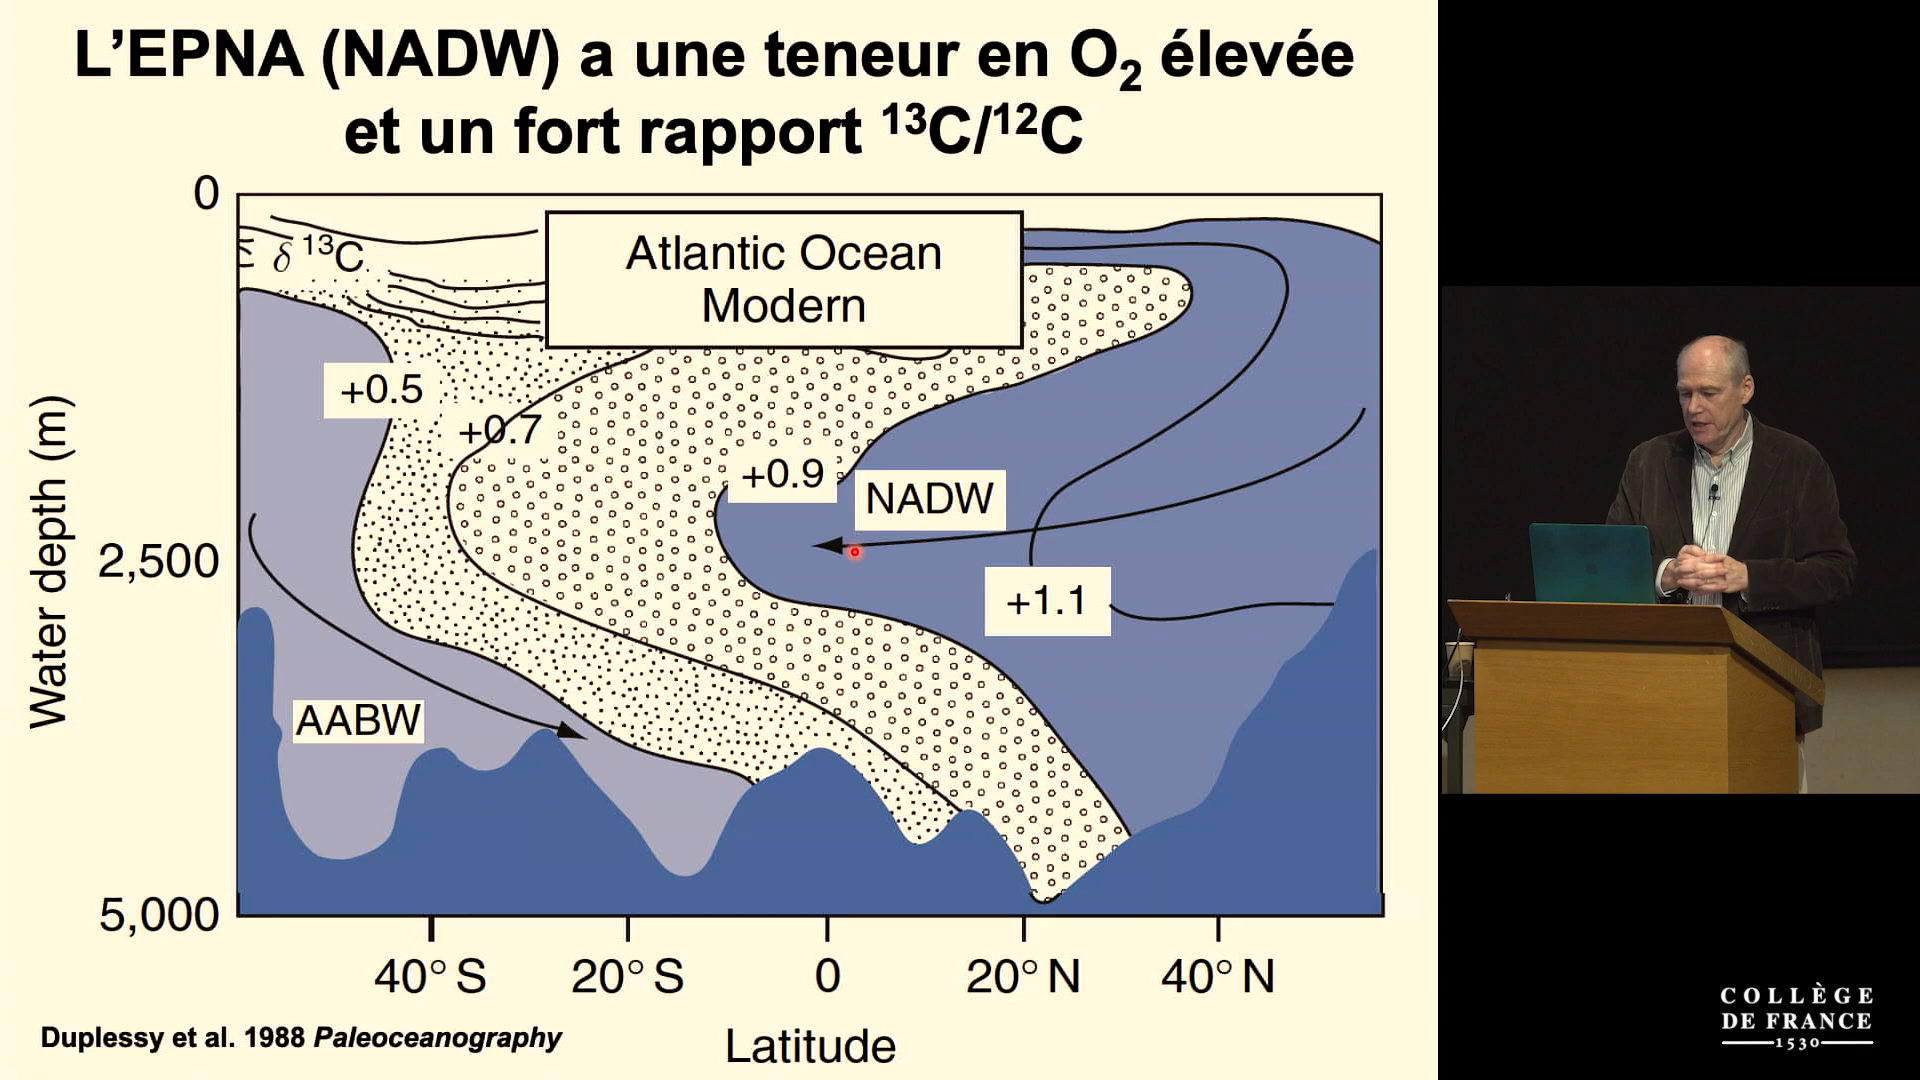 L'EPNA (NADW) a une teneur en O₂ élevée
et un fort rapport ¹³C/¹²C
0
δ ¹³C
Atlantic Ocean
Modern
+0.5
+0.7
+0.9
NADW
+1.1
AABW
Water depth (m)
2,500
5,000
40° S
20° S
0
20° N
40° N
Latitude
Duplessy et al. 1988 Paleoceanography
COLLÈGE
DE FRANCE
1530